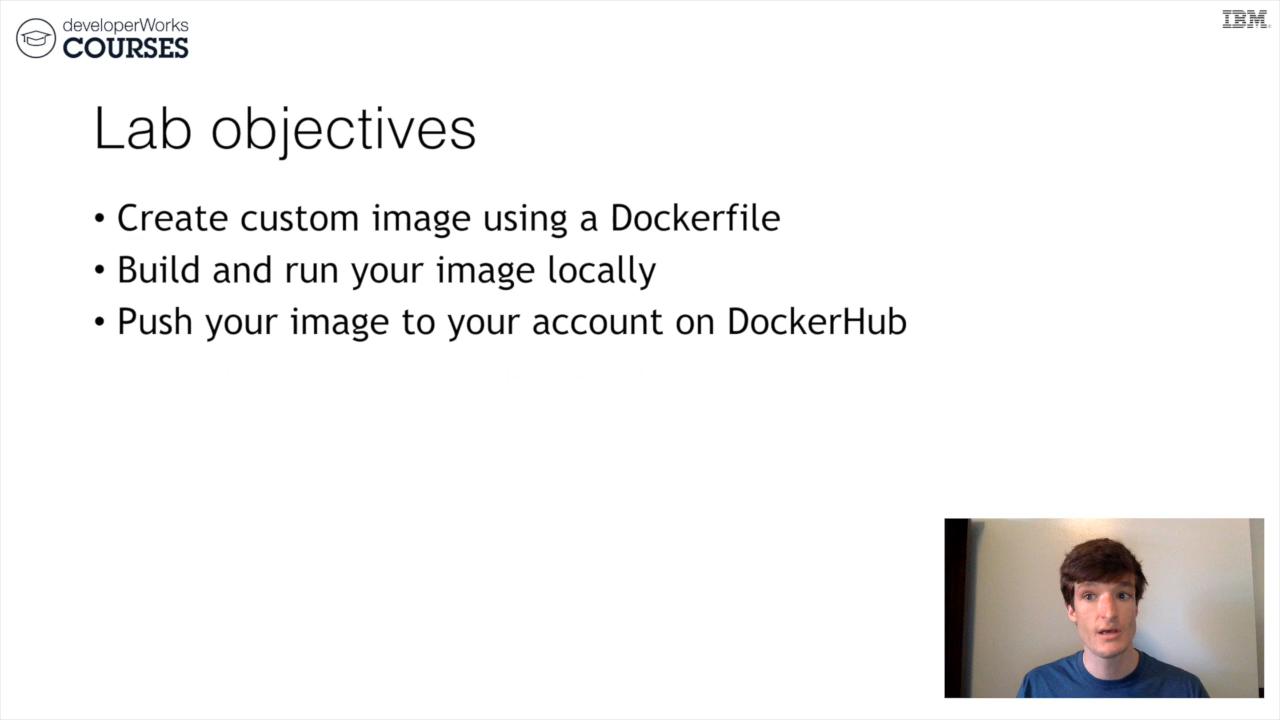 developerWorks
COURSES
IBM
Lab objectives
• Create custom image using a Dockerfile
• Build and run your image locally
• Push your image to your account on DockerHub